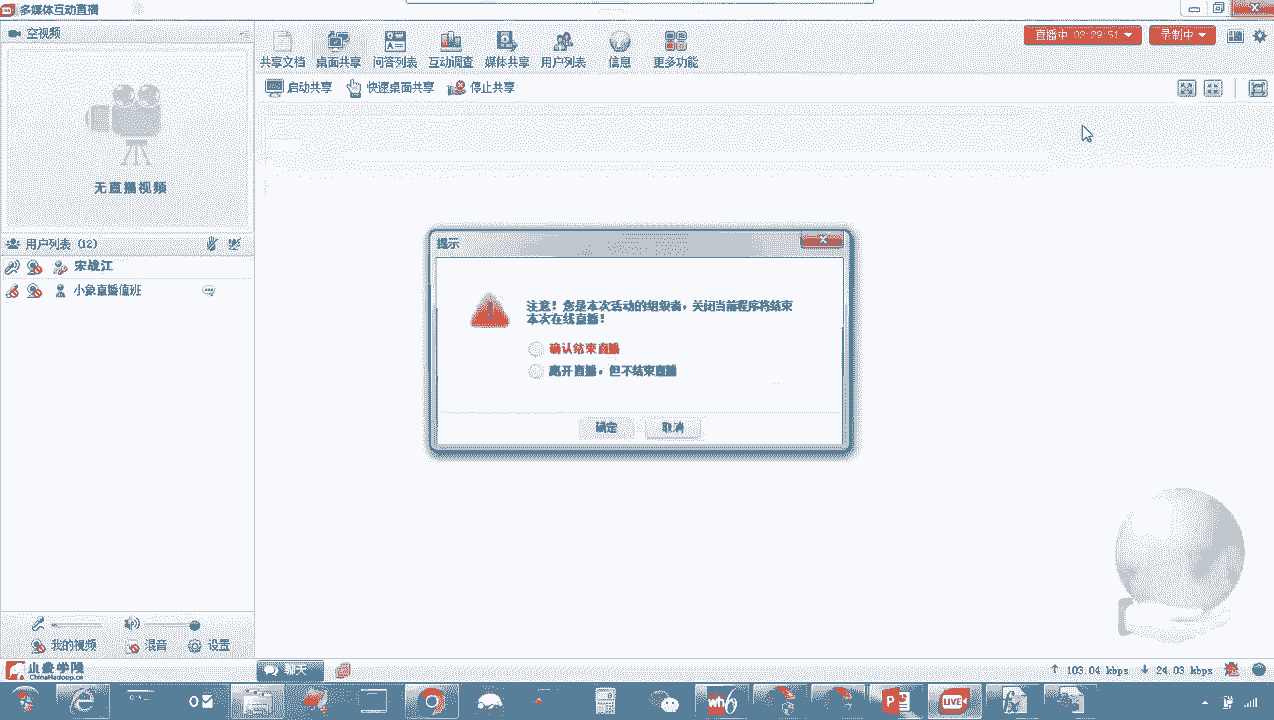 多媒体互动直播
空视频
共享文档 桌面共享 问答列表 互动调查 媒体共享 用户列表 信息 更多功能
直播中 02:29:51 录制中
启动共享 快速桌面共享 停止共享
无直播视频
用户列表 (12)
宋战江
小象直播值班
提示
注意！您是本次活动的组织者，关闭当前程序将结束
本次在线直播！
确认结束直播
离开直播，但不结束直播
确定 取消
我的视频 混音 设置
小象学院
ChinaHadoop.cn
聊天
103.04 kbps 24.03 kbps
LIVE